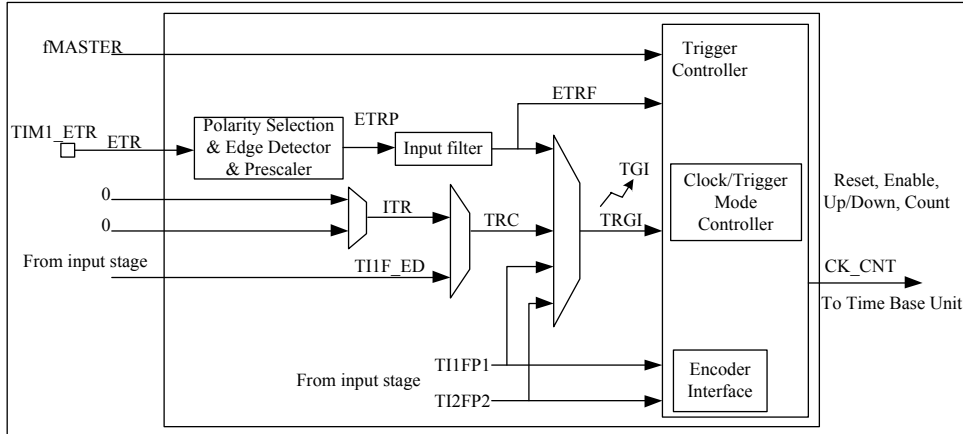 fMASTER
Trigger
Controller
ETRF
TIM1_ETR
ETR
Polarity Selection
& Edge Detector
& Prescaler
ETRP
Input filter
TGI
Clock/Trigger
Mode
Controller
Reset, Enable,
Up/Down, Count
0
ITR
TRC
TRGI
0
From input stage
TI1F_ED
CK_CNT
To Time Base Unit
TI1FP1
From input stage
TI2FP2
Encoder
Interface